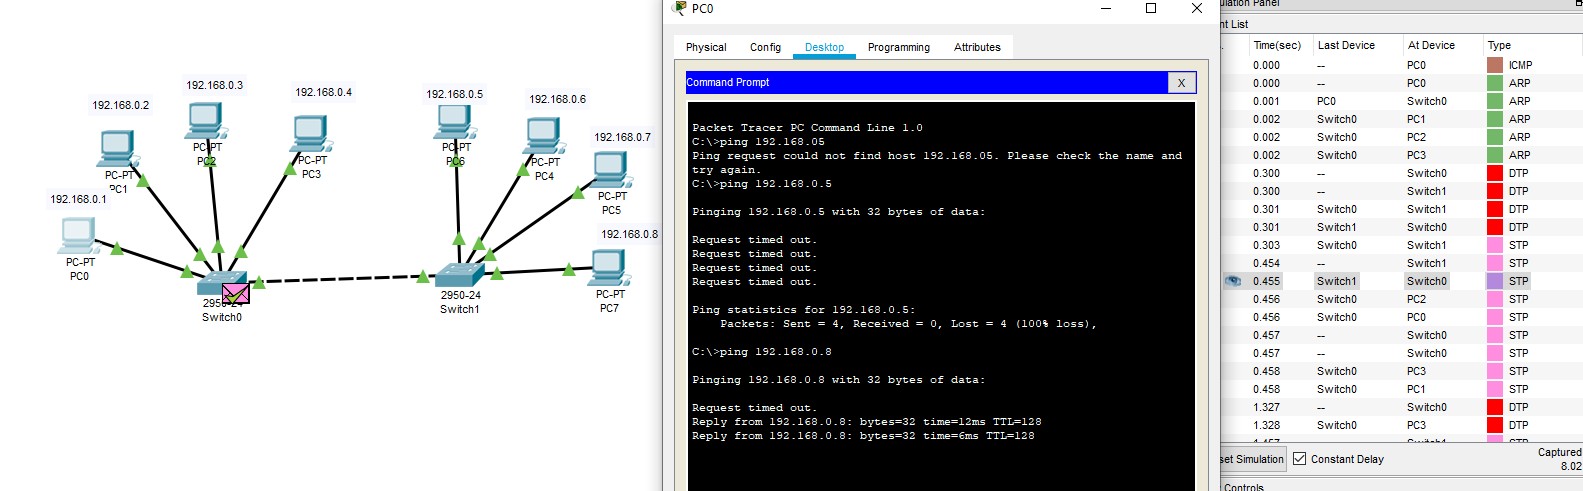 192.168.0.2
192.168.0.3
192.168.0.4
192.168.0.1
PC-PT
PC0
PC-PT
PC1
PC-PT
PC2
PC-PT
PC3
2950-24
Switch0
192.168.0.5
192.168.0.6
192.168.0.7
192.168.0.8
PC-PT
PC6
PC-PT
PC4
PC-PT
PC5
PC-PT
PC7
2950-24
Switch1
PC0
Physical Config Desktop Programming Attributes
Command Prompt X
Packet Tracer PC Command Line 1.0
C:\>ping 192.168.05
Ping request could not find host 192.168.05. Please check the name and
try again.
C:\>ping 192.168.0.5
Pinging 192.168.0.5 with 32 bytes of data:
Request timed out.
Request timed out.
Request timed out.
Request timed out.
Ping statistics for 192.168.0.5:
Packets: Sent = 4, Received = 0, Lost = 4 (100% loss),
C:\>ping 192.168.0.8
Pinging 192.168.0.8 with 32 bytes of data:
Request timed out.
Reply from 192.168.0.8: bytes=32 time=12ms TTL=128
Reply from 192.168.0.8: bytes=32 time=6ms TTL=128
ulation Panel
nt List
. Time(sec) Last Device At Device Type
0.000 -- PC0 ICMP
0.000 -- PC0 ARP
0.001 PC0 Switch0 ARP
0.002 Switch0 PC1 ARP
0.002 Switch0 PC2 ARP
0.002 Switch0 PC3 ARP
0.300 -- Switch0 DTP
0.300 -- Switch1 DTP
0.301 Switch0 Switch1 DTP
0.301 Switch1 Switch0 DTP
0.303 Switch0 Switch1 STP
0.454 -- Switch1 STP
0.455 Switch1 Switch0 STP
0.456 Switch0 PC2 STP
0.456 Switch0 PC0 STP
0.457 -- Switch0 STP
0.457 -- Switch0 STP
0.458 Switch0 PC3 STP
0.458 Switch0 PC1 STP
1.327 -- Switch0 DTP
1.328 Switch0 PC3 DTP
set Simulation Constant Delay Captured
8.02
Controls